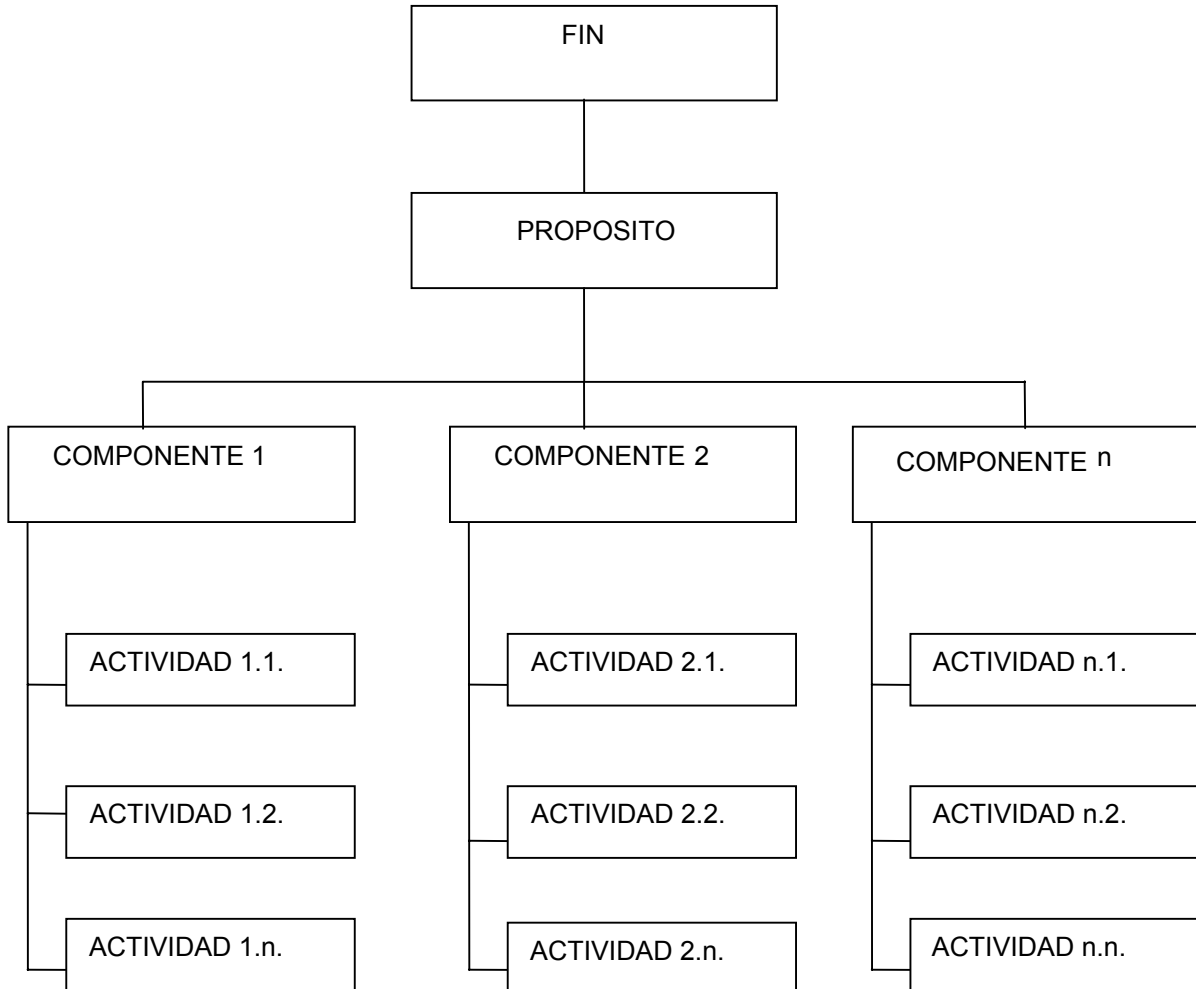 FIN
PROPOSITO
COMPONENTE 1
COMPONENTE 2
COMPONENTE n
ACTIVIDAD 1.1.
ACTIVIDAD 2.1.
ACTIVIDAD n.1.
ACTIVIDAD 1.2.
ACTIVIDAD 2.2.
ACTIVIDAD n.2.
ACTIVIDAD 1.n.
ACTIVIDAD 2.n.
ACTIVIDAD n.n.